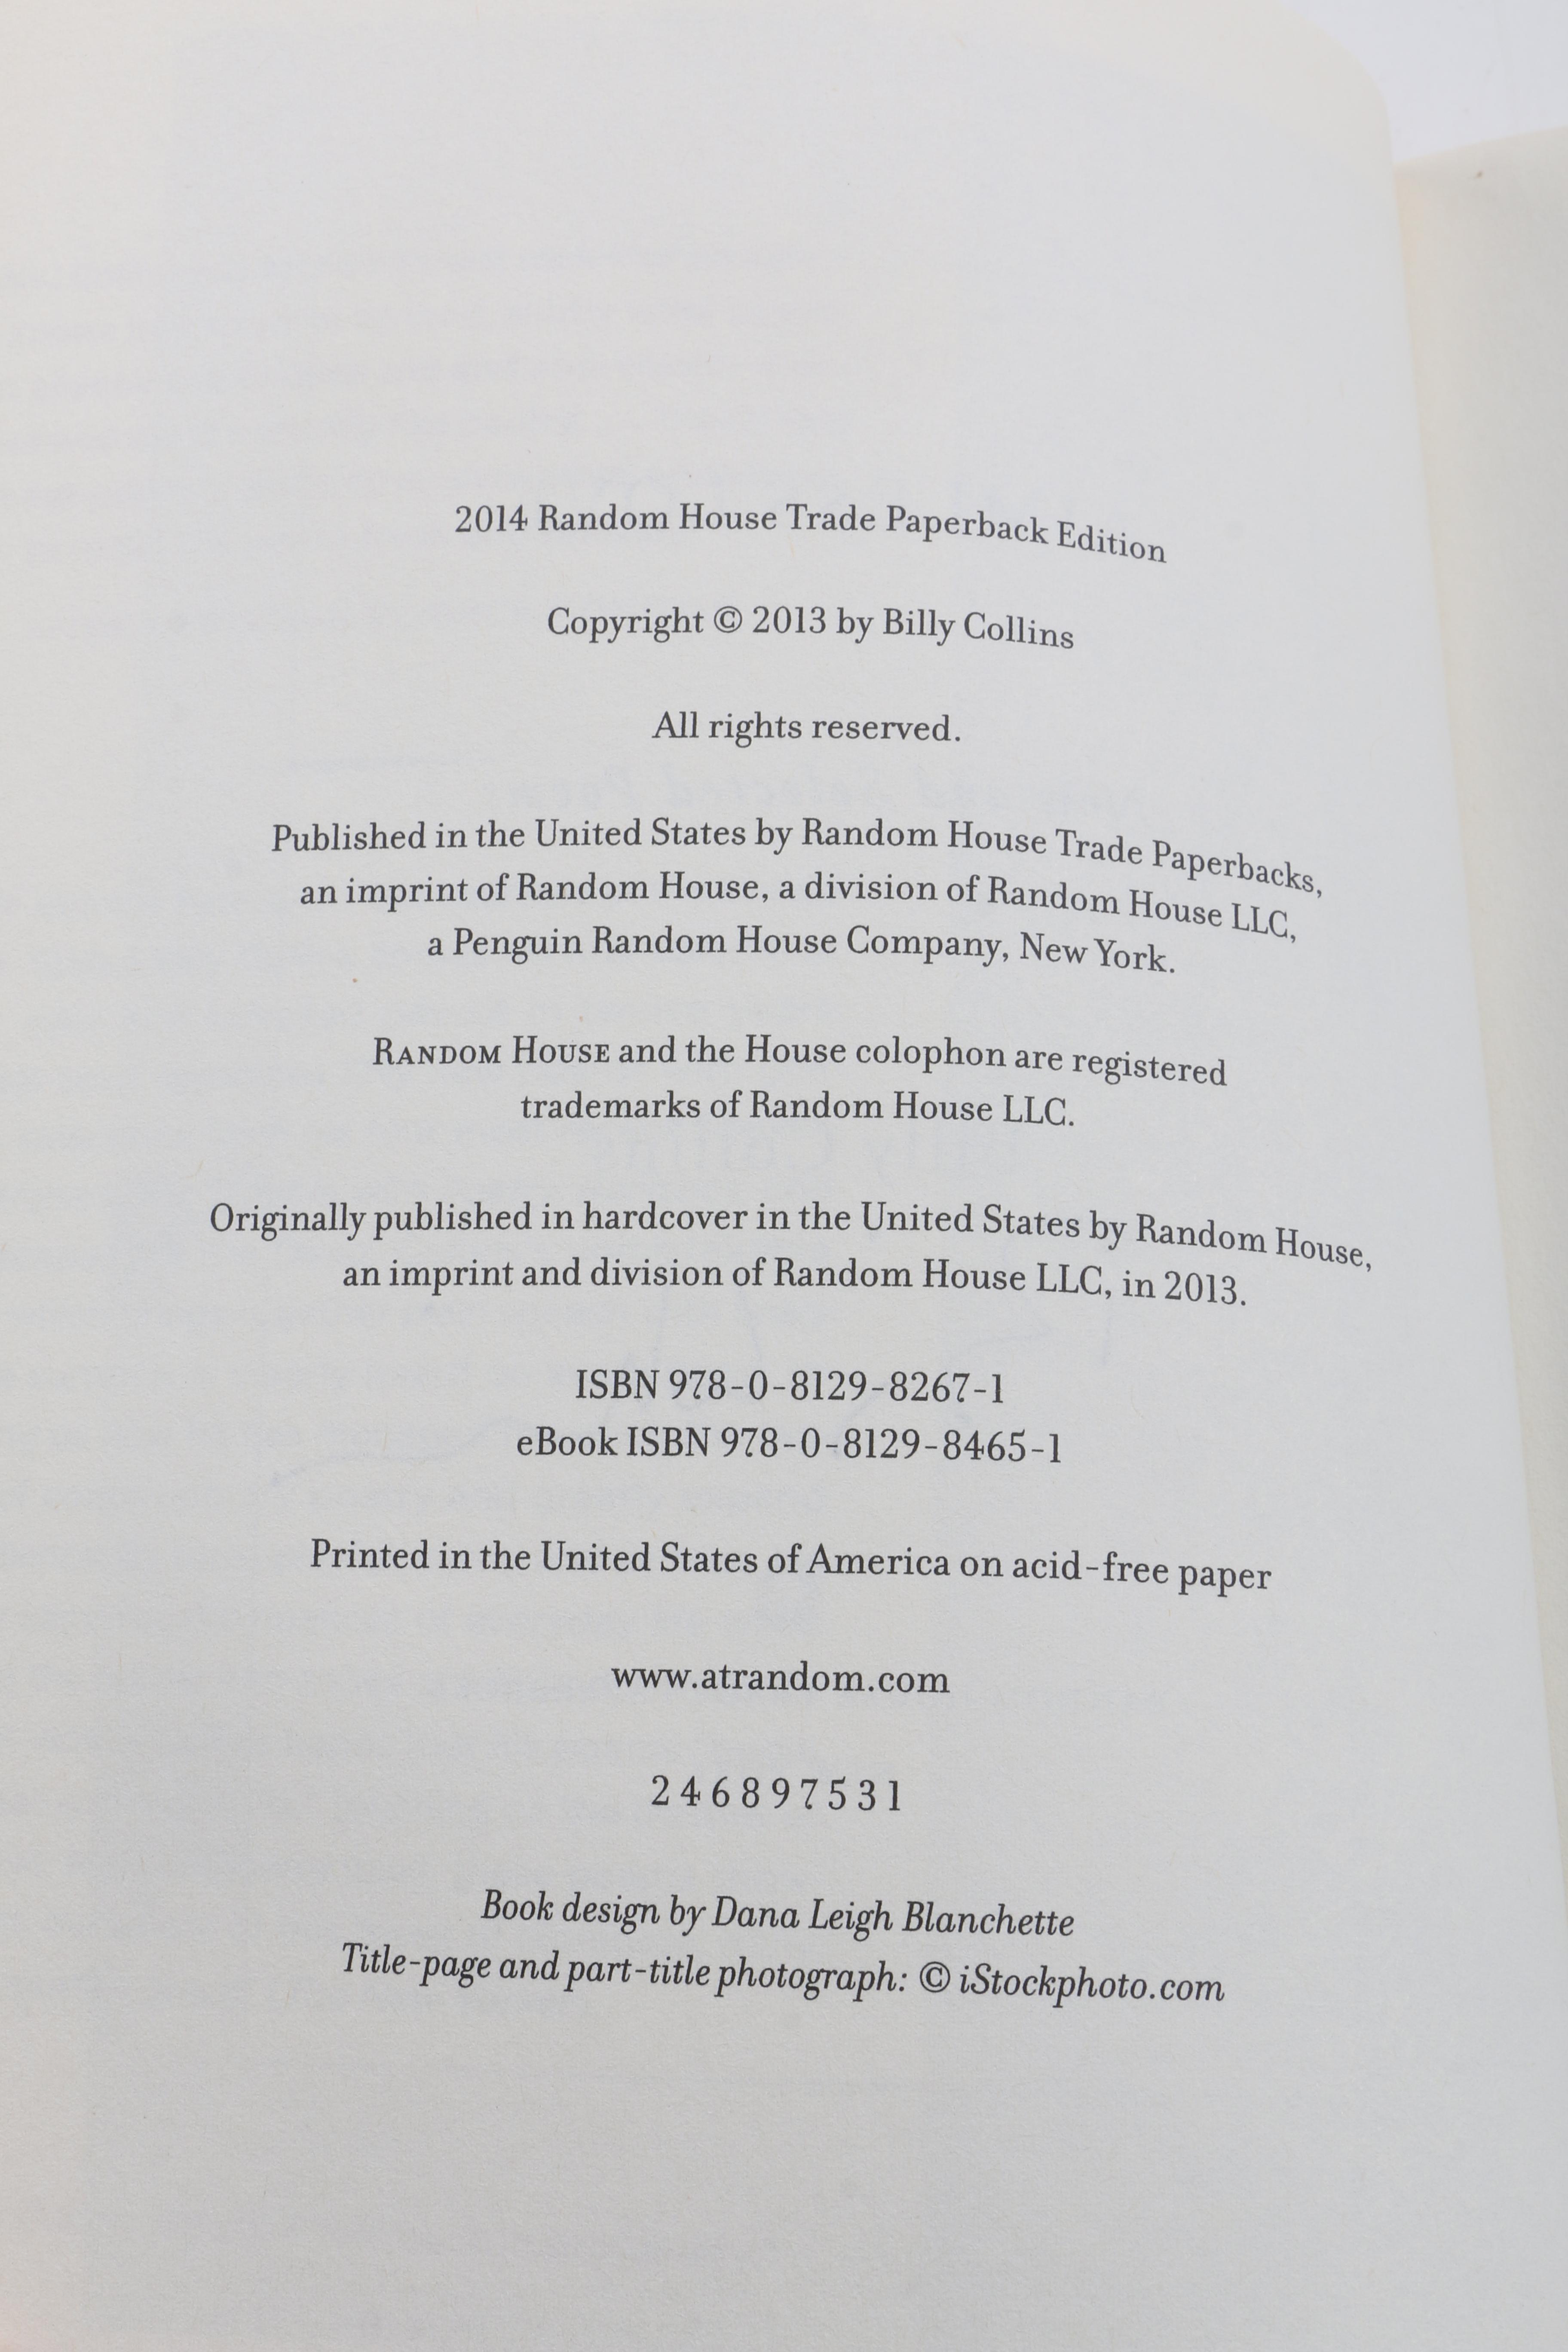 2014 Random House Trade Paperback Edition
Copyright © 2013 by Billy Collins
All rights reserved.
Published in the United States by Random House Trade Paperbacks,
an imprint of Random House, a division of Random House LLC,
a Penguin Random House Company, New York.
RANDOM HOUSE and the House colophon are registered
trademarks of Random House LLC.
Originally published in hardcover in the United States by Random House,
an imprint and division of Random House LLC, in 2013.
ISBN 978-0-8129-8267-1
eBook ISBN 978-0-8129-8465-1
Printed in the United States of America on acid-free paper
www.atrandom.com
2 4 6 8 9 7 5 3 1
Book design by Dana Leigh Blanchette
Title-page and part-title photograph: © iStockphoto.com